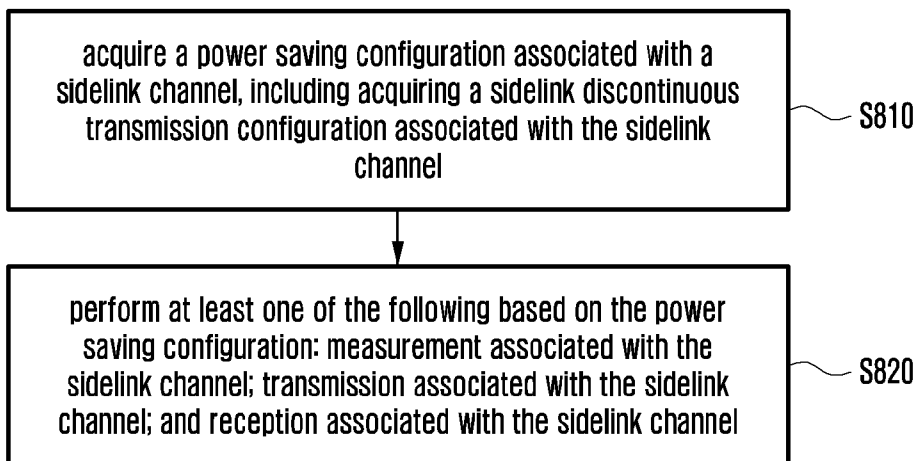 acquire a power saving configuration associated with a
sidelink channel, including acquiring a sidelink discontinuous
transmission configuration associated with the sidelink
channel
S810
perform at least one of the following based on the power
saving configuration: measurement associated with the
sidelink channel; transmission associated with the sidelink
channel; and reception associated with the sidelink channel
S820